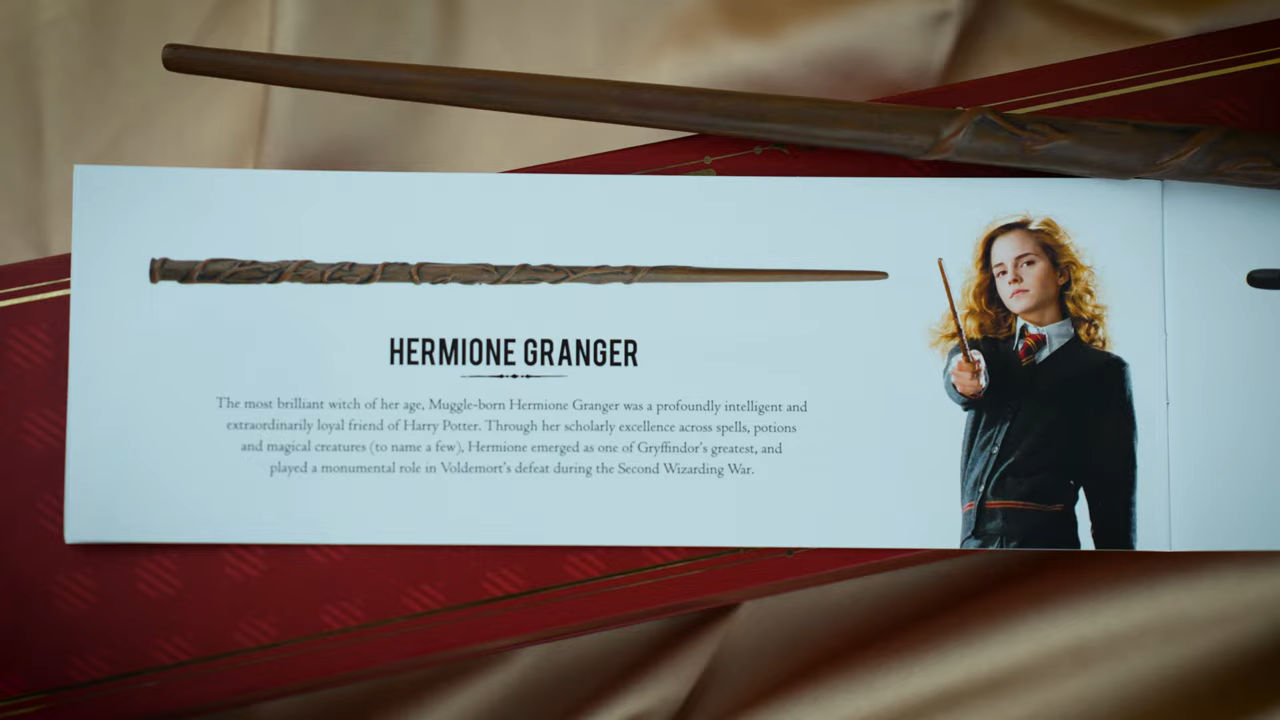 HERMIONE GRANGER
The most brilliant witch of her age, Muggle-born Hermione Granger was a profoundly intelligent and
extraordinarily loyal friend of Harry Potter. Through her scholarly excellence across spells, potions
and magical creatures (to name a few), Hermione emerged as one of Gryffindor's greatest, and
played a monumental role in Voldemort's defeat during the Second Wizarding War.